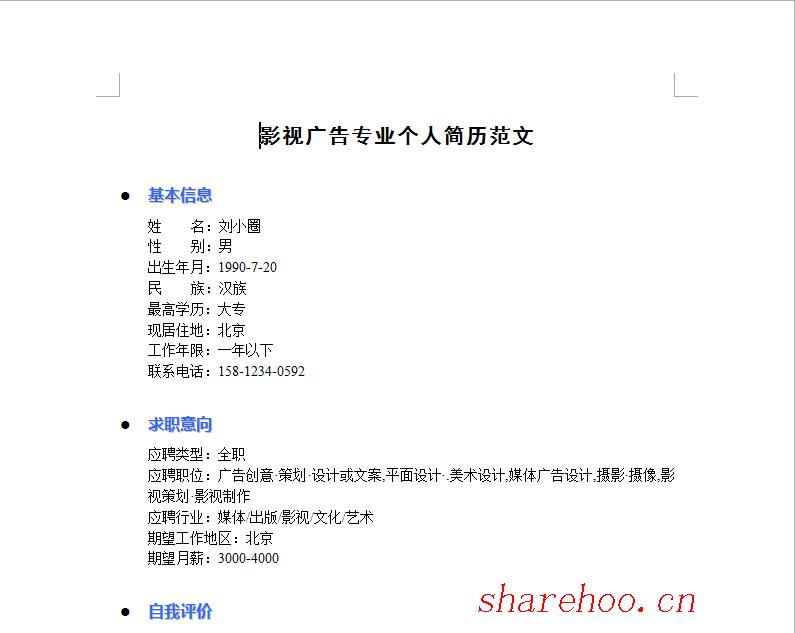 影视广告专业个人简历范文
● 基本信息
姓　　名：刘小圈
性　　别：男
出生年月：1990-7-20
民　　族：汉族
最高学历：大专
现居住地：北京
工作年限：一年以下
联系电话：158-1234-0592
● 求职意向
应聘类型：全职
应聘职位：广告创意·策划·设计或文案,平面设计·.美术设计,媒体广告设计,摄影·摄像,影
视策划·影视制作
应聘行业：媒体/出版/影视/文化/艺术
期望工作地区：北京
期望月薪：3000-4000
● 自我评价
sharehoo.cn